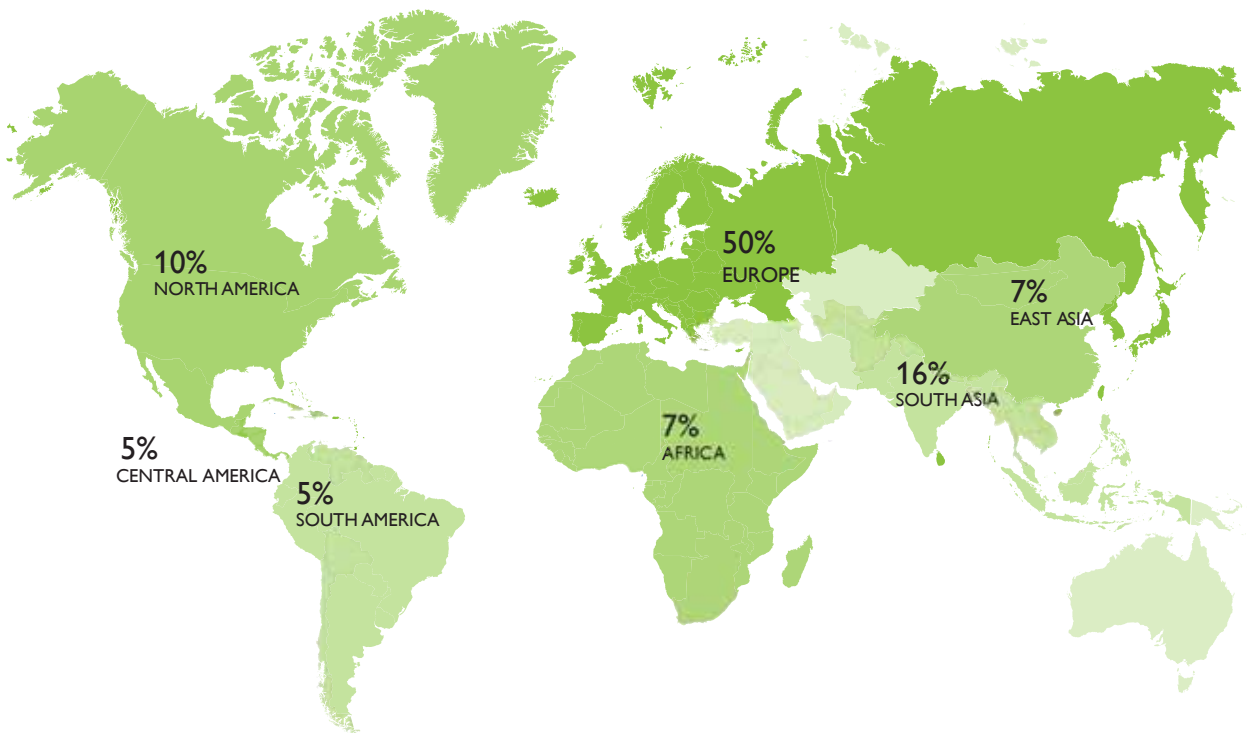 50%
EUROPE
10%
NORTH AMERICA
7%
EAST ASIA
16%
SOUTH ASIA
7%
AFRICA
5%
CENTRAL AMERICA
5%
SOUTH AMERICA